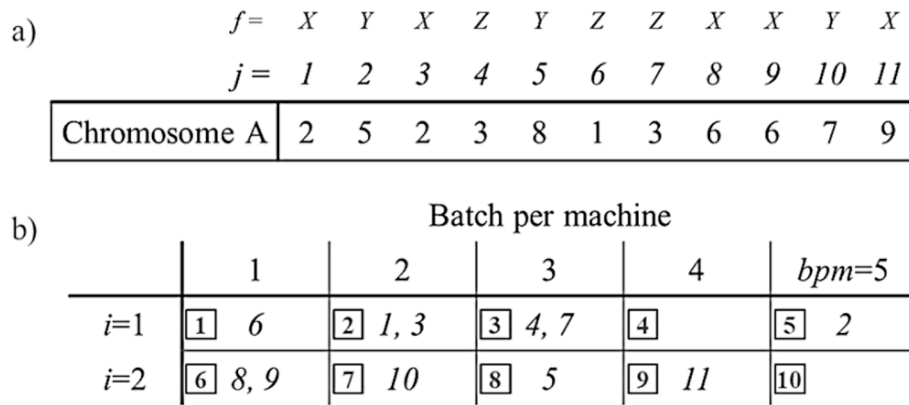 a)
f = X Y X Z Y Z Z X X Y X
j = 1 2 3 4 5 6 7 8 9 10 11
Chromosome A 2 5 2 3 8 1 3 6 6 7 9
b)
Batch per machine
1 2 3 4 bpm=5
i=1 1 6 2 1, 3 3 4, 7 4 5 2
i=2 6 8, 9 7 10 8 5 9 11 10